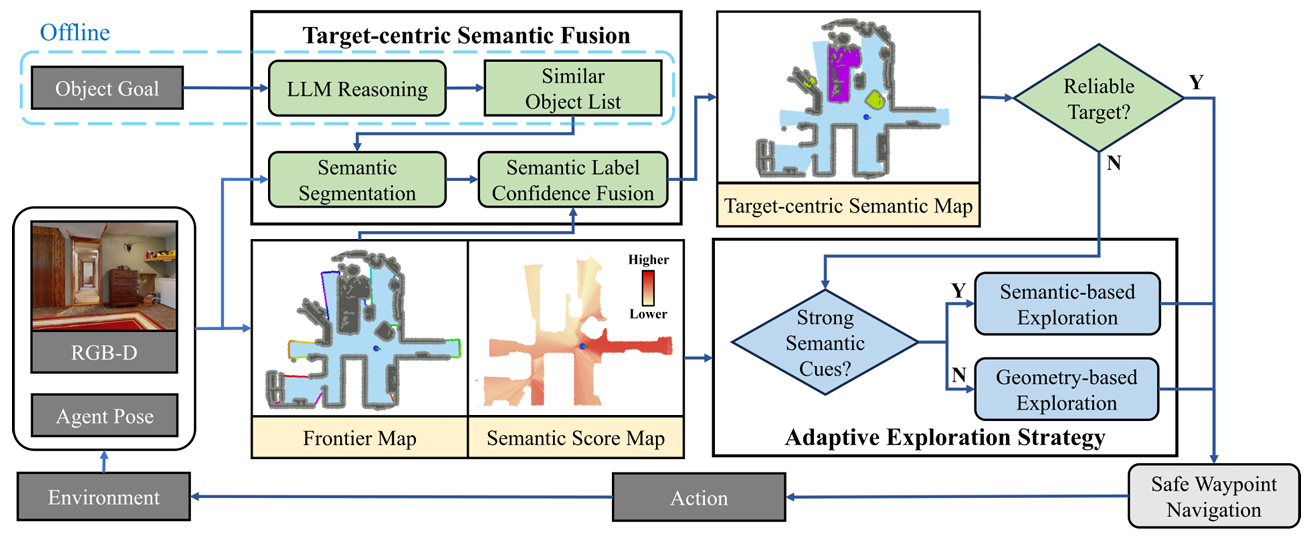 Offline
Target-centric Semantic Fusion
Object Goal
LLM Reasoning
Similar
Object List
Semantic
Segmentation
Semantic Label
Confidence Fusion
Target-centric Semantic Map
Reliable
Target?
Y
N
RGB-D
Agent Pose
Frontier Map
Higher
Lower
Semantic Score Map
Strong
Semantic
Cues?
Y
Semantic-based
Exploration
N
Geometry-based
Exploration
Adaptive Exploration Strategy
Environment
Action
Safe Waypoint
Navigation